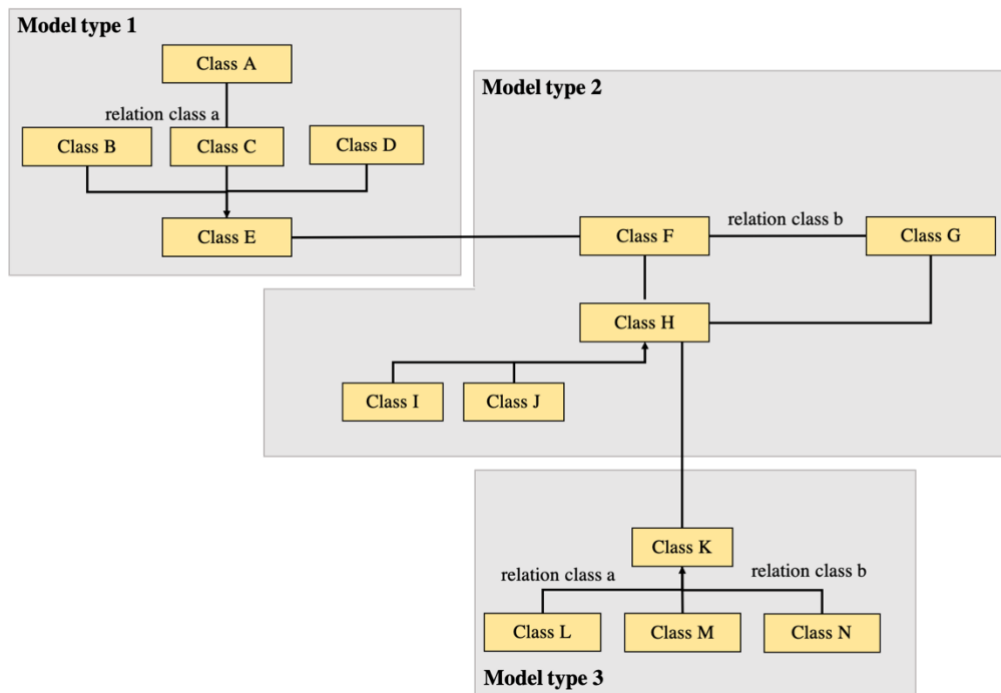 Model type 1
Class A
relation class a
Class B
Class C
Class D
Class E
Model type 2
Class F
relation class b
Class G
Class H
Class I
Class J
Class K
relation class a
relation class b
Class L
Class M
Class N
Model type 3